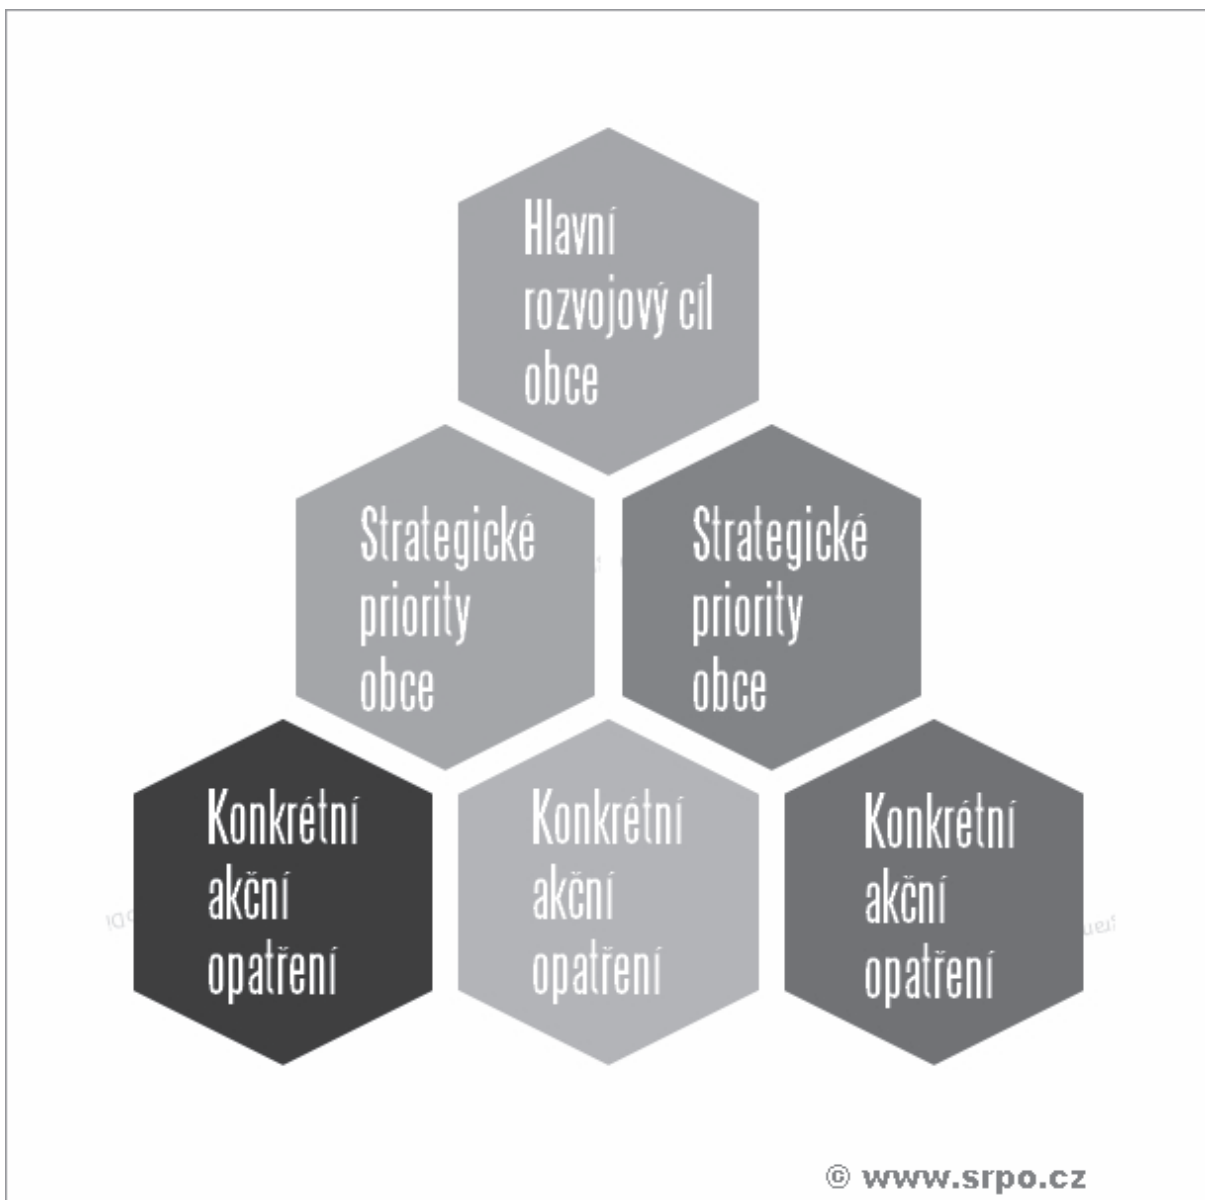 Hlavní
rozvojový cíl
obce
Strategické
priority
obce
Strategické
priority
obce
Konkrétní
akční
opatření
Konkrétní
akční
opatření
Konkrétní
akční
opatření
© www.srpo.cz